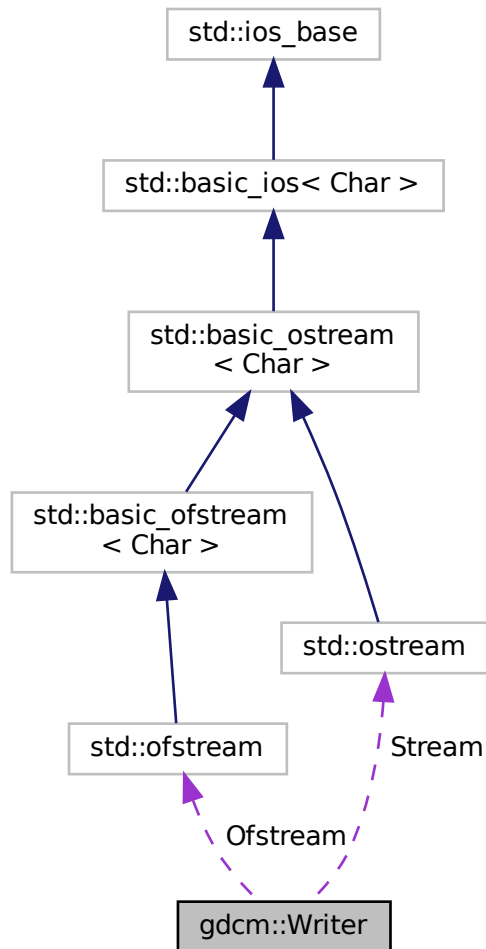 std::ios_base
std::basic_ios< Char >
std::basic_ostream
< Char >
std::basic_ofstream
< Char >
std::ostream
std::ofstream
Stream
Ofstream
gdcm::Writer